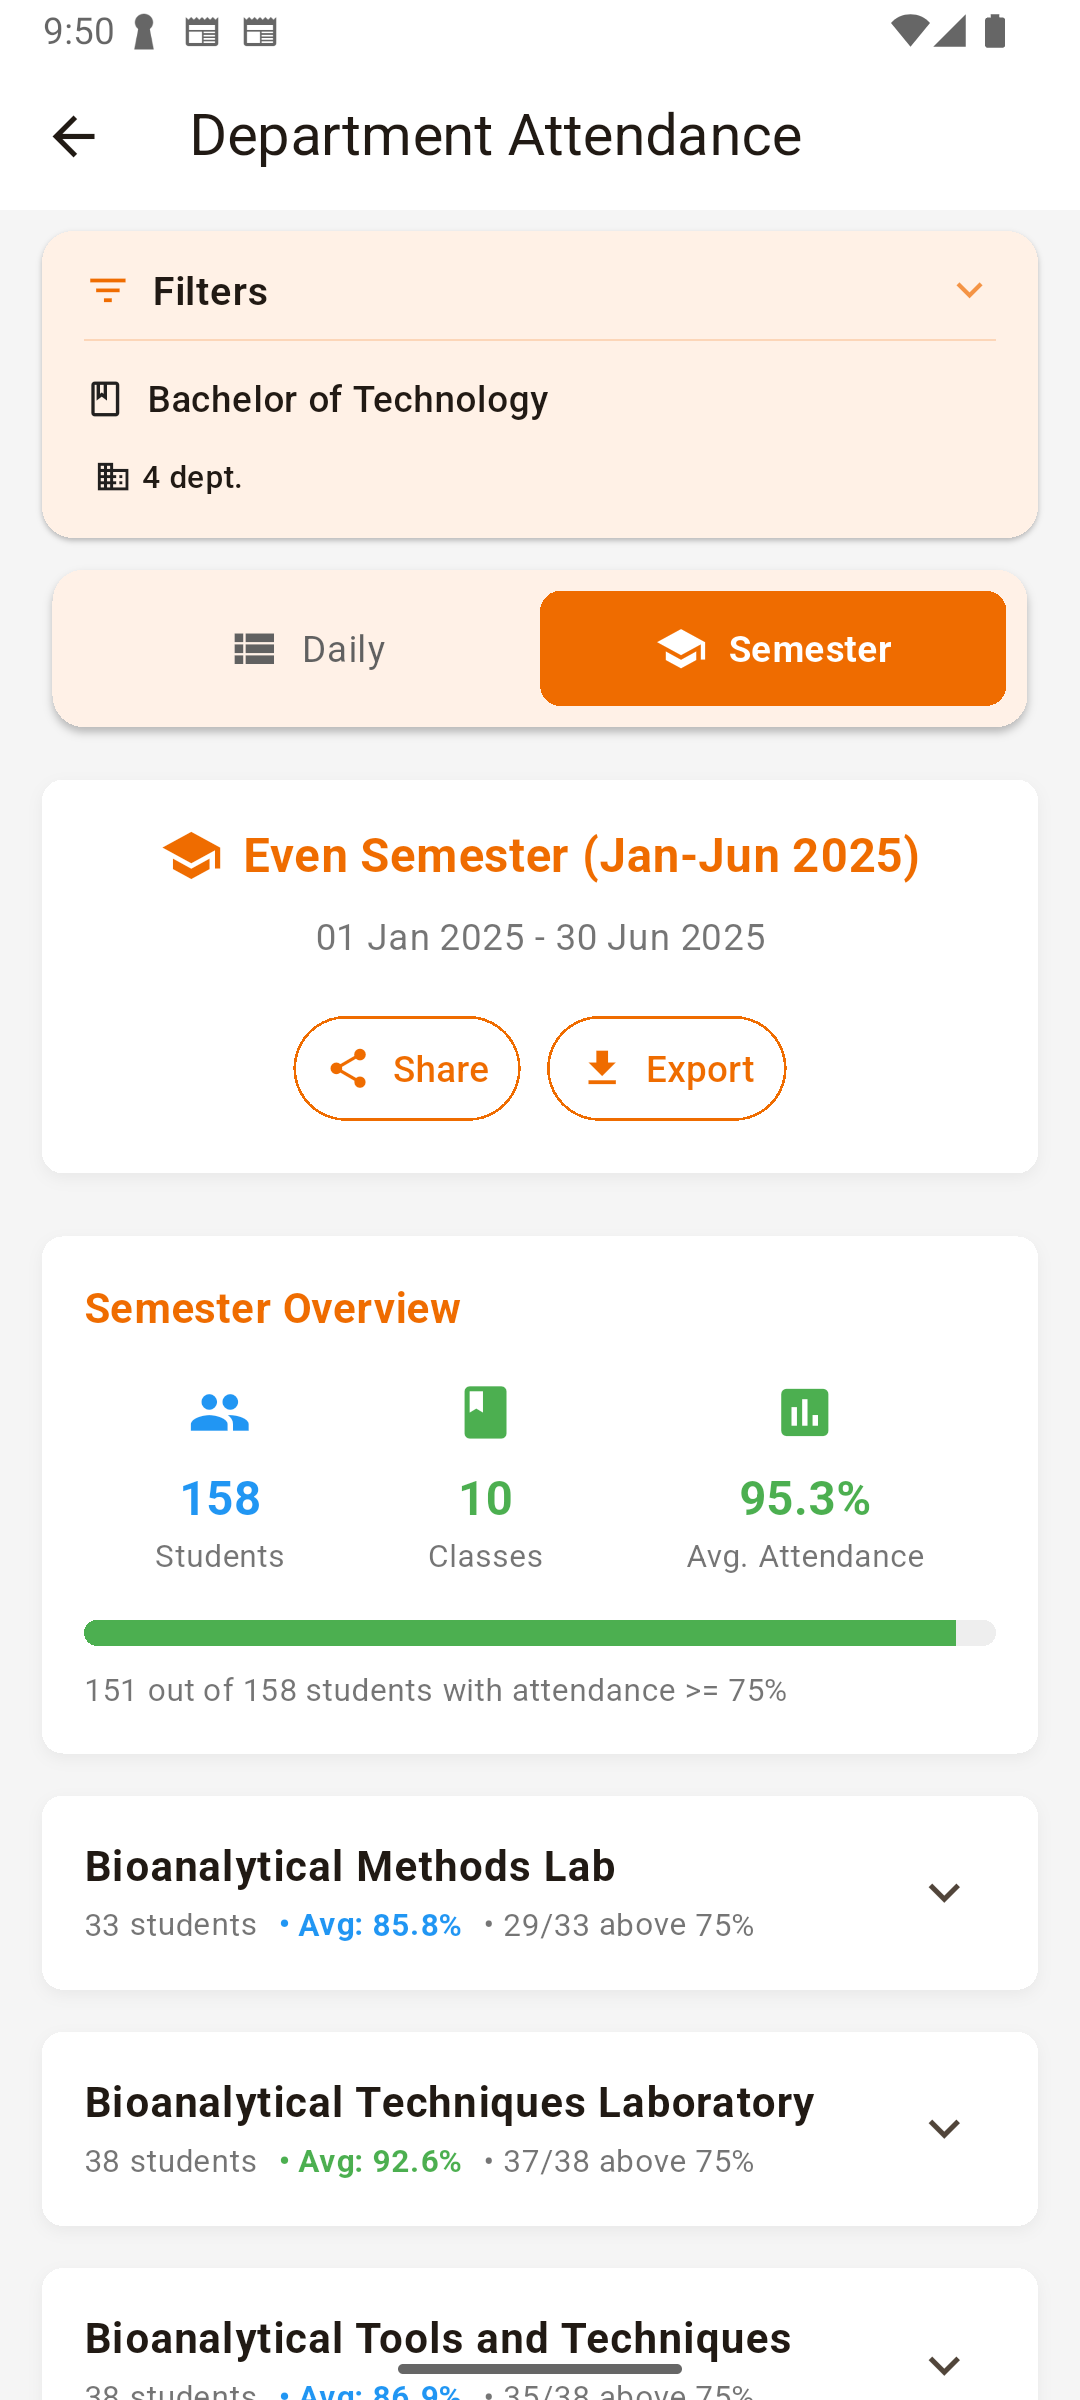 9:50
Department Attendance
Filters
Bachelor of Technology
4 dept.
Daily
Semester
Even Semester (Jan-Jun 2025)
01 Jan 2025 - 30 Jun 2025
Share
Export
Semester Overview
158
10
95.3%
Students
Classes
Avg. Attendance
151 out of 158 students with attendance >= 75%
Bioanalytical Methods Lab
33 students • Avg: 85.8% • 29/33 above 75%
Bioanalytical Techniques Laboratory
38 students • Avg: 92.6% • 37/38 above 75%
Bioanalytical Tools and Techniques
38 students • Avg: 86.9% • 35/38 above 75%